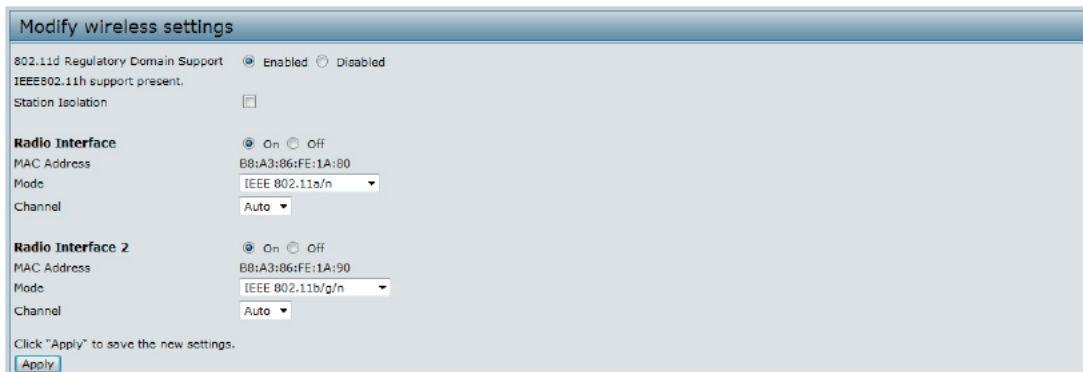 Modify wireless settings
802.11d Regulatory Domain Support Enabled Disabled
IEEE802.11h support present.
Station Isolation
Radio Interface On Off
MAC Address B8:A3:86:FE:1A:80
Mode IEEE 802.11a/n
Channel Auto
Radio Interface 2 On Off
MAC Address B8:A3:86:FE:1A:90
Mode IEEE 802.11b/g/n
Channel Auto
Click "Apply" to save the new settings.
Apply